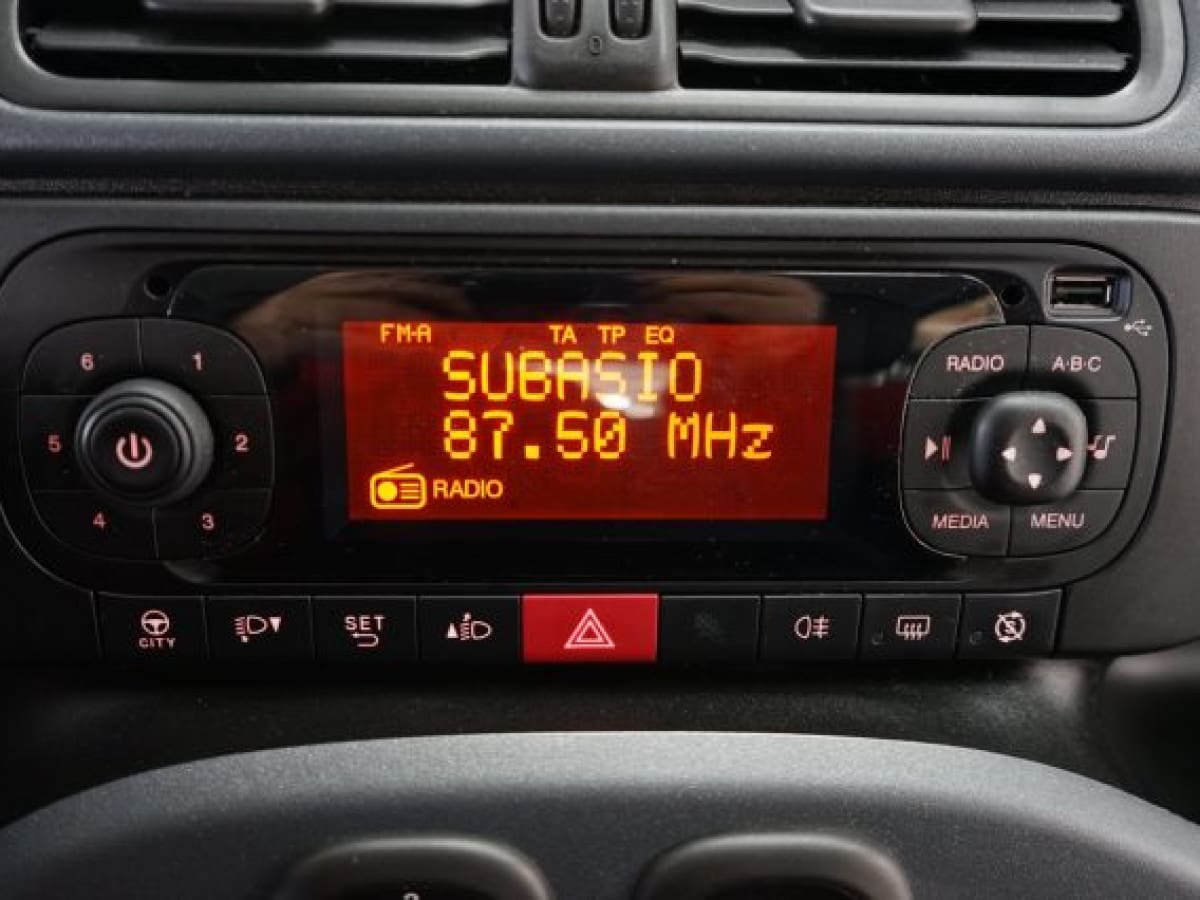 0
FM-A TA TP EQ
SUBASIO
87.50 MHz
RADIO
6 1
5 2
4 3
RADIO A·B·C
MEDIA MENU
CITY
SET
S